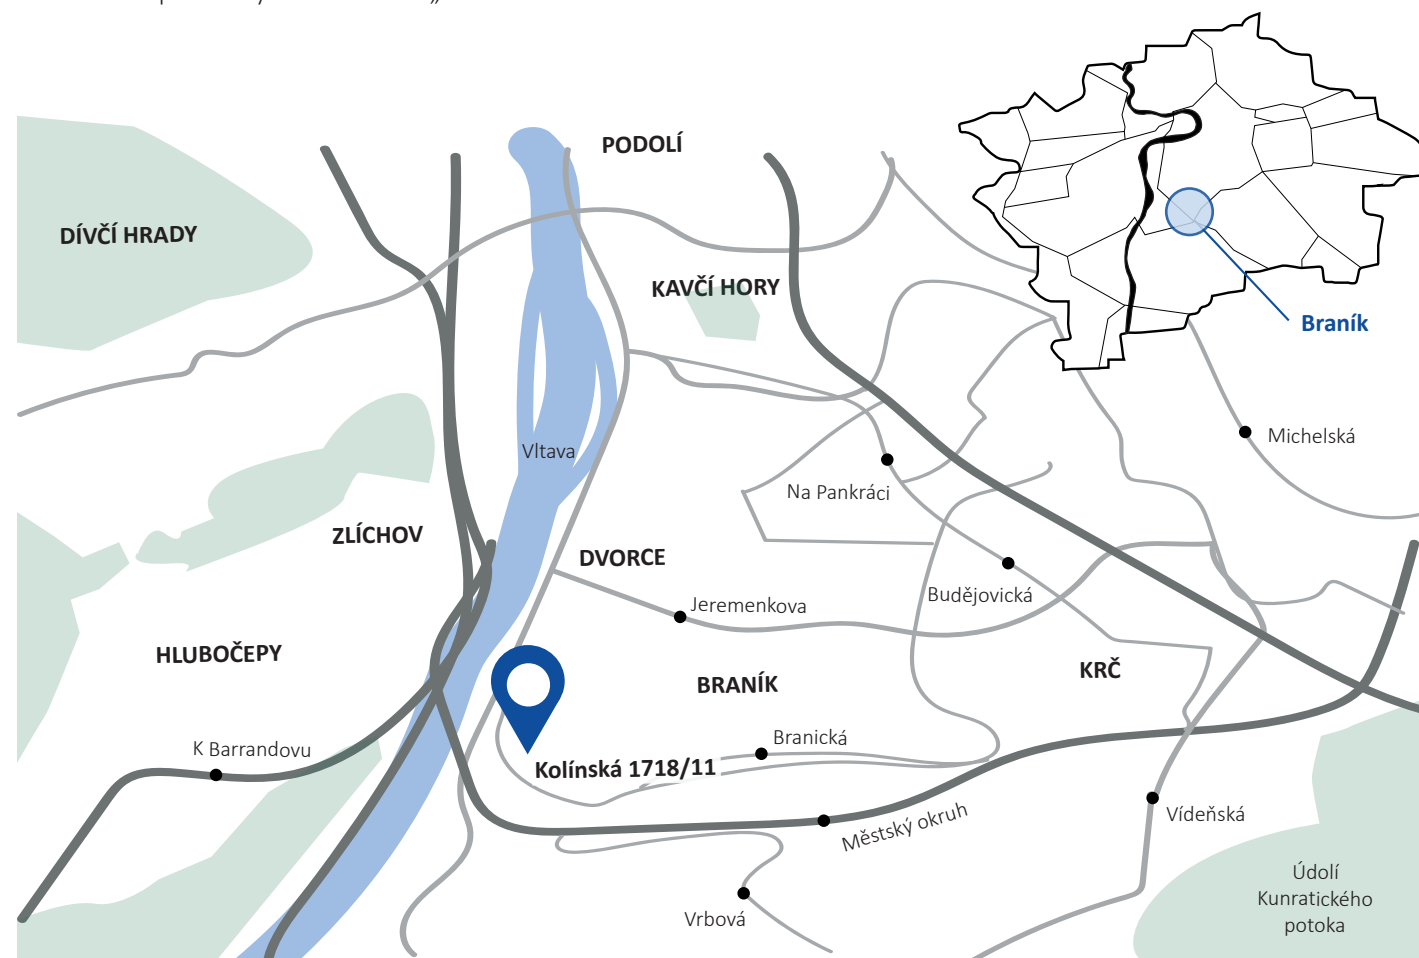 PODOLÍ
DÍVČÍ HRADY
KAVČÍ HORY
Braník
Michelská
Vltava
Na Pankráci
ZLÍCHOV
DVORCE
Budějovická
Jeremenkova
HLUBOČEPY
BRANÍK
KRČ
K Barrandovu
Branická
Kolínská 1718/11
Městský okruh
Vídeňská
Vrbová
Údolí
Kunratického
potoka